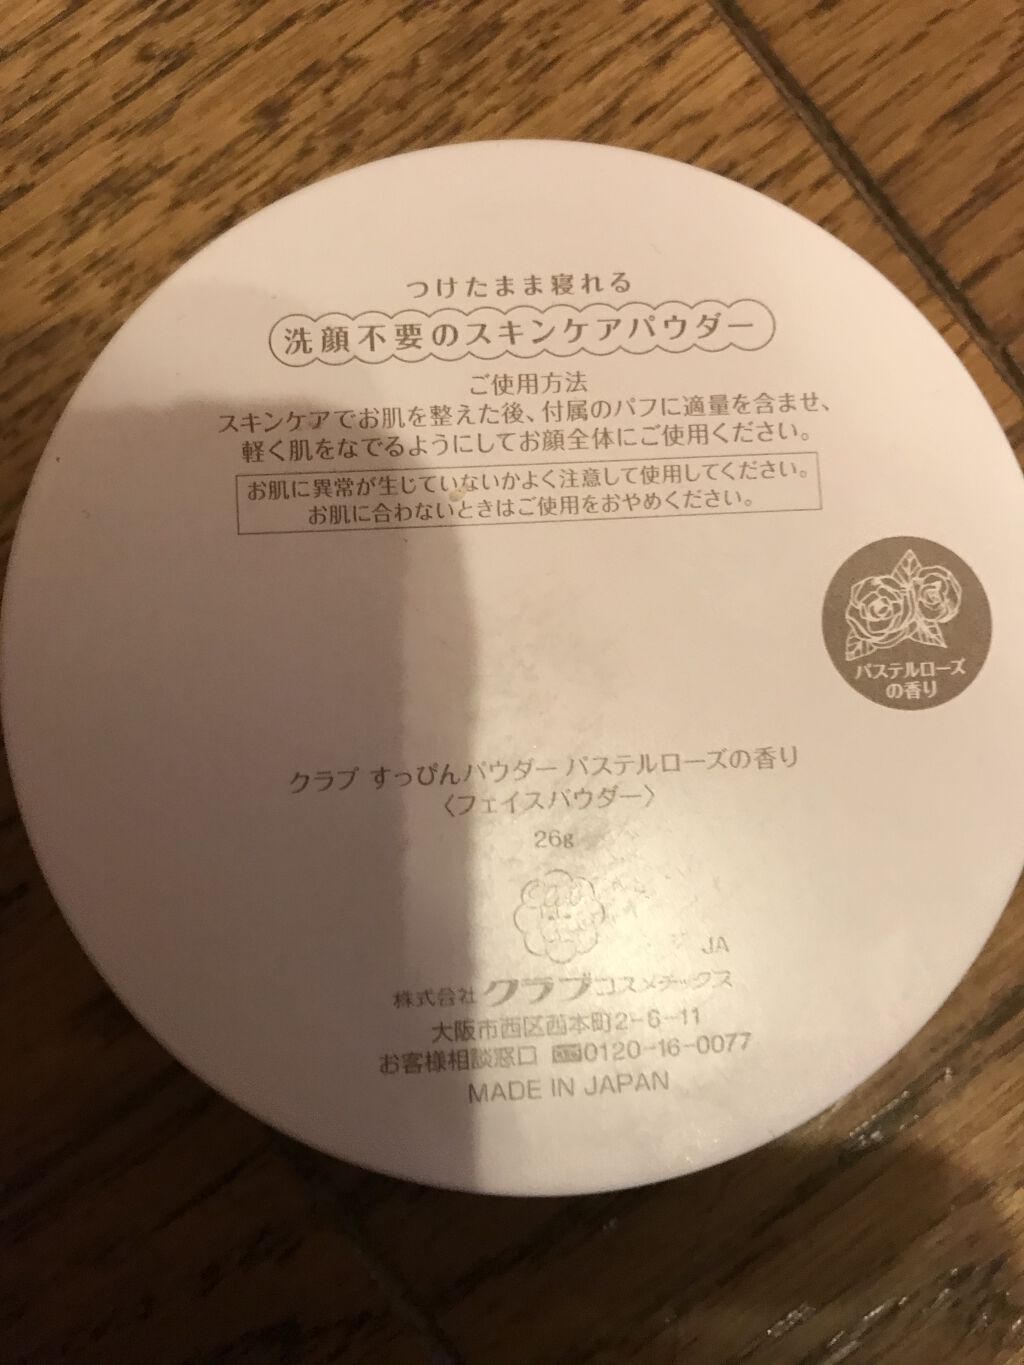 つけたまま寝れる
洗顔不要のスキンケアパウダー
ご使用方法
スキンケアでお肌を整えた後、付属のパフに適量を含ませ、
軽く肌をなでるようにしてお顔全体にご使用ください。
お肌に異常が生じていないかよく注意して使用してください。
お肌に合わないときはご使用をおやめください。
パステルローズ
の香り
クラブ すっぴんパウダー パステルローズの香り
〈フェイスパウダー〉
26g
JA
株式会社 クラブコスメチックス
大阪市西区西本町2-6-11
お客様相談窓口 0120-16-0077
MADE IN JAPAN